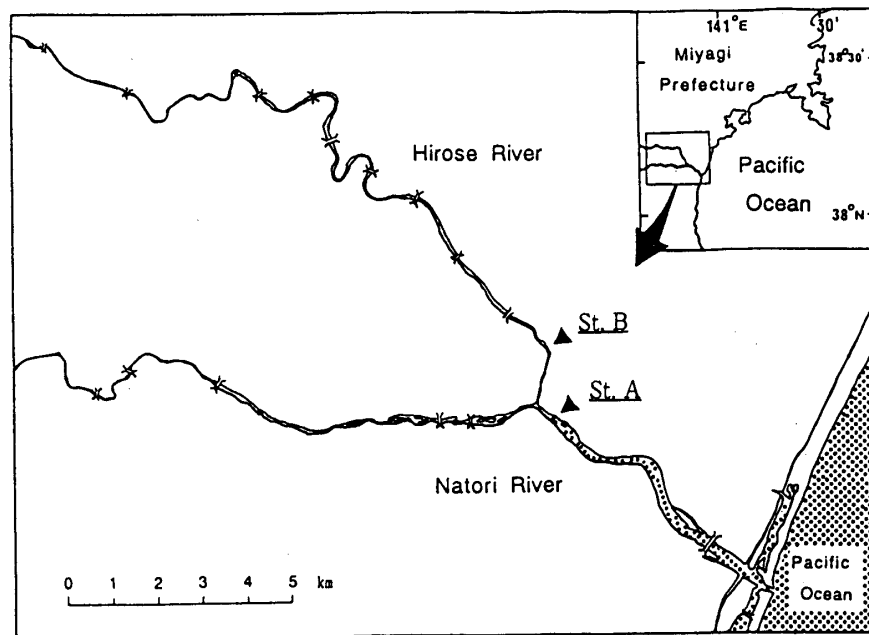 141°E 30'
Miyagi
Prefecture
38°30'
Hirose River
Pacific
Ocean
38°N
St. B
St. A
Natori River
0 1 2 3 4 5 km
Pacific
Ocean